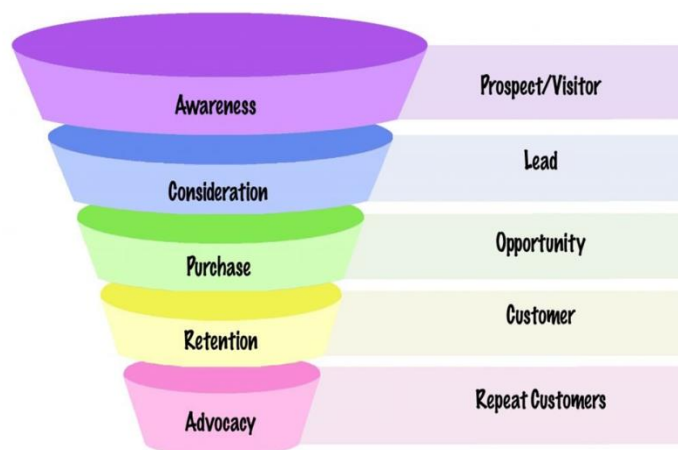 Awareness
Prospect/Visitor
Consideration
Lead
Purchase
Opportunity
Retention
Customer
Advocacy
Repeat Customers